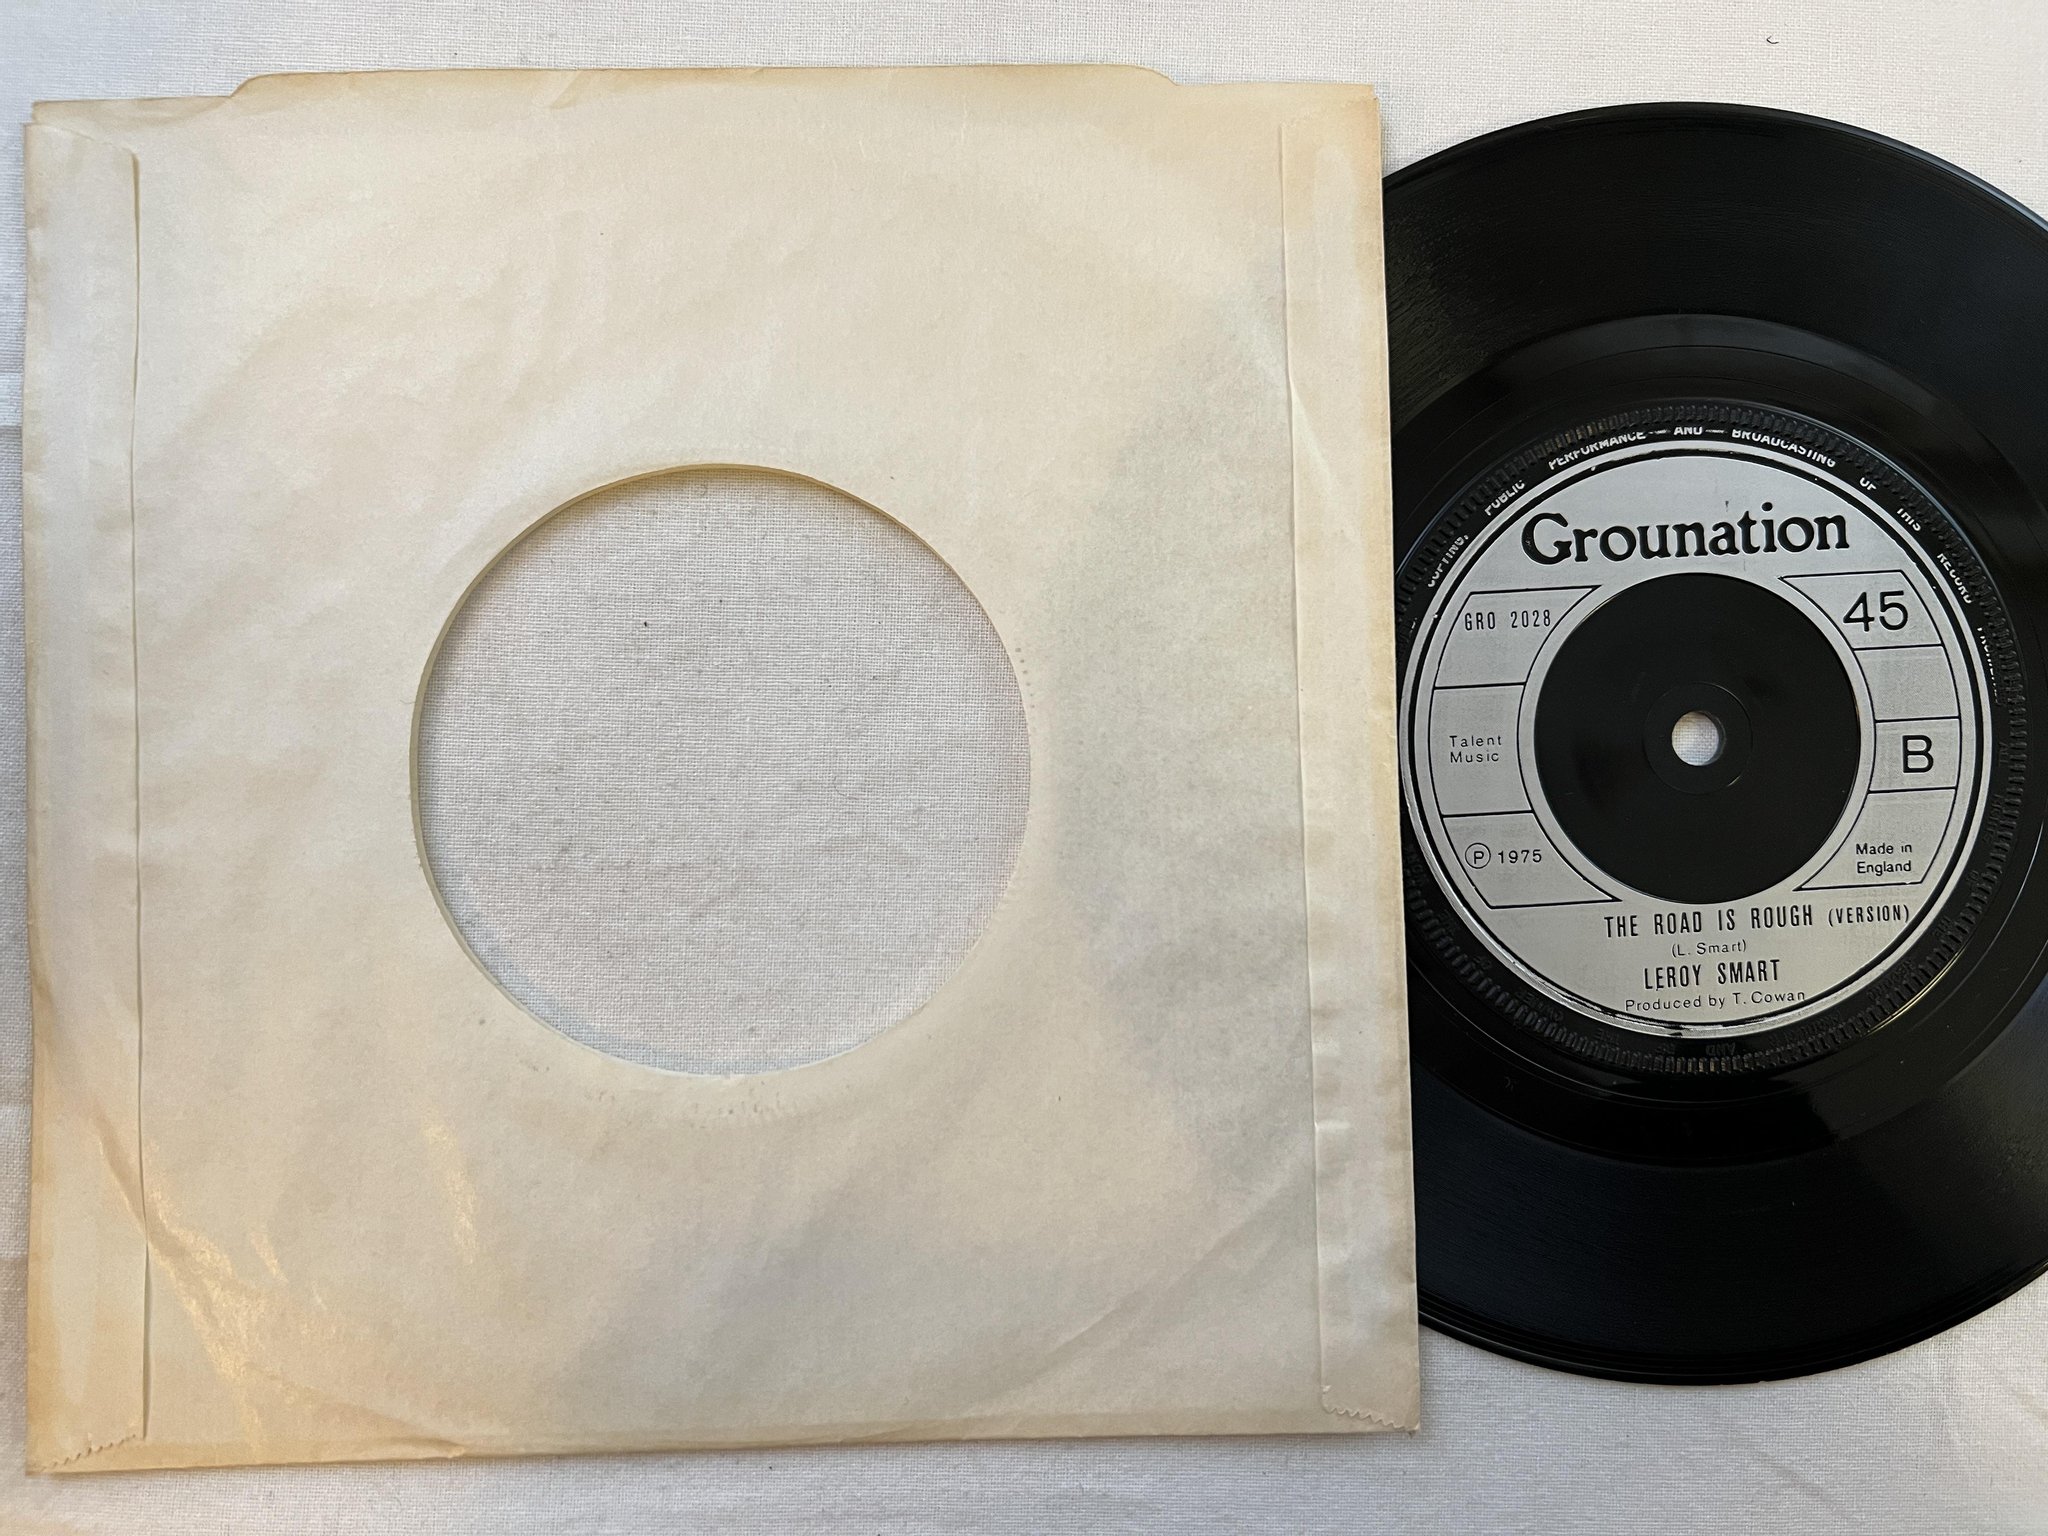 COPYING, PUBLIC PERFORMANCE AND BROADCASTING OF THIS RECORD
Grounation
GRO 2028
45
Talent
Music
B
Ⓟ 1975
Made in
England
THE ROAD IS ROUGH (VERSION)
(L. Smart)
LEROY SMART
Produced by T. Cowan